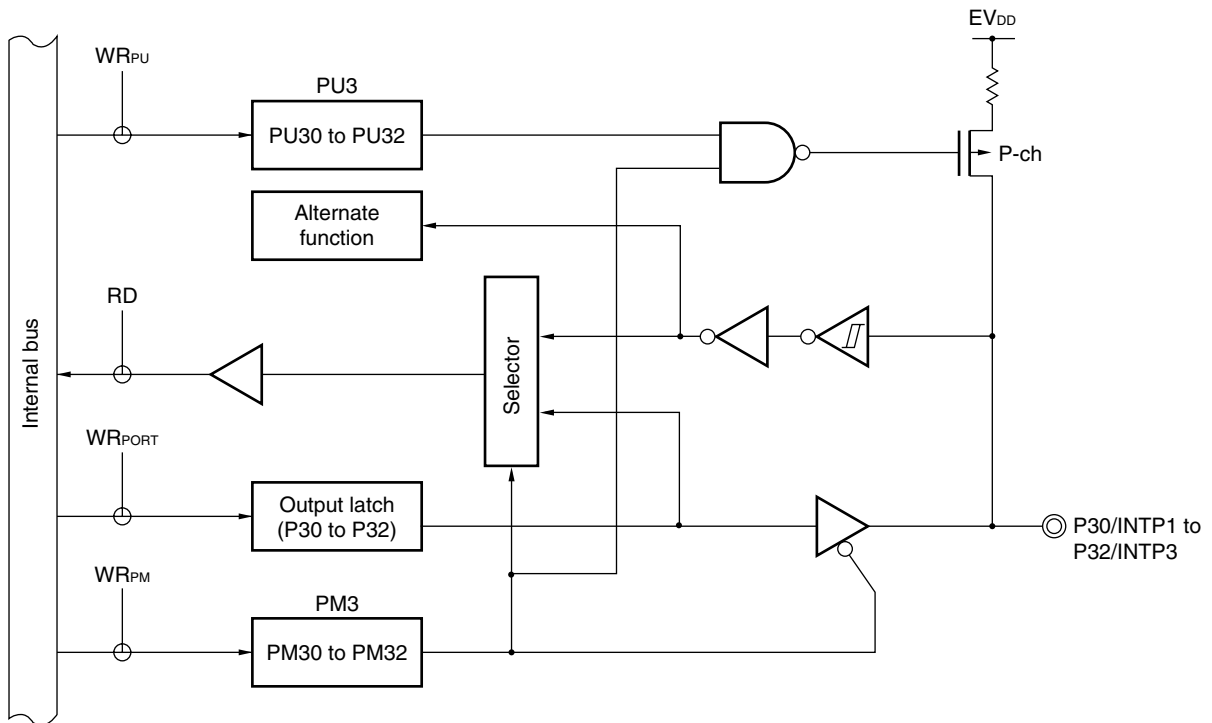 EVDD
WRPU
PU3
PU30 to PU32
P-ch
Alternate
function
RD
Internal bus
Selector
WRPORT
Output latch
(P30 to P32)
P30/INTP1 to
P32/INTP3
WRPM
PM3
PM30 to PM32